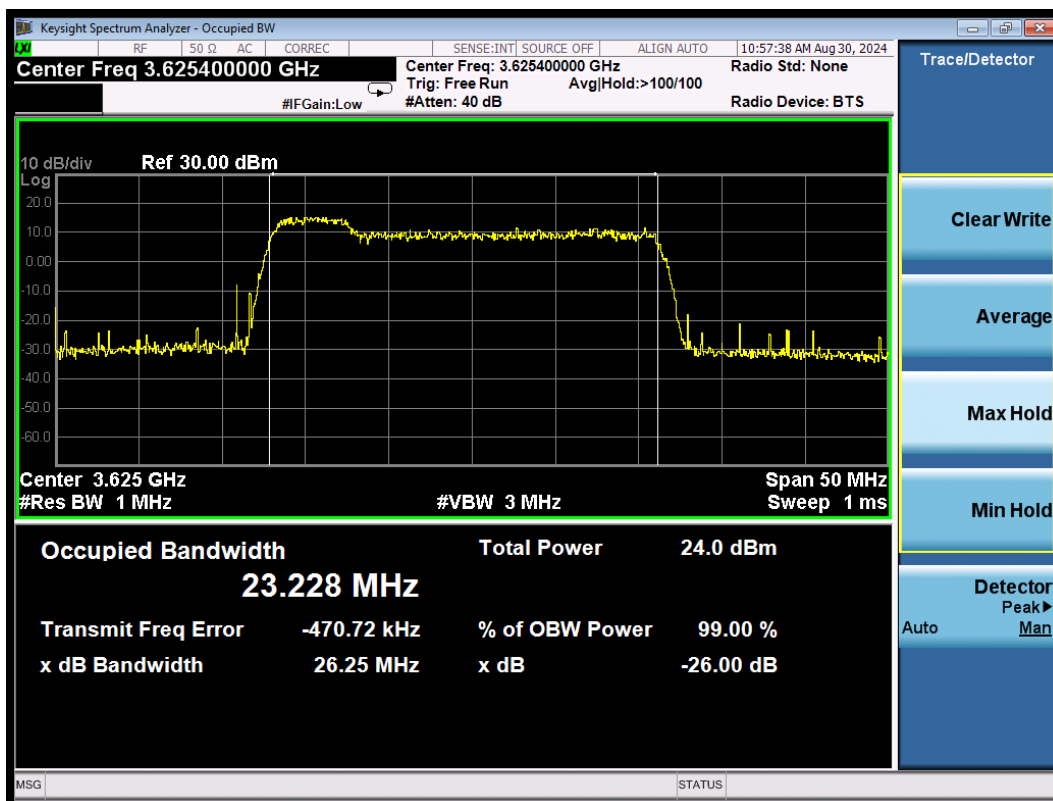 Keysight Spectrum Analyzer - Occupied BW
LXI RF 50 Ω AC CORREC SENSE:INT SOURCE OFF ALIGN AUTO 10:57:38 AM Aug 30, 2024
Center Freq 3.625400000 GHz
Center Freq: 3.625400000 GHz
Radio Std: None
Trig: Free Run Avg|Hold:>100/100
#IFGain:Low
#Atten: 40 dB
Radio Device: BTS
10 dB/div Ref 30.00 dBm
Log
20.0
10.0
0.00
-10.0
-20.0
-30.0
-40.0
-50.0
-60.0
Center 3.625 GHz Span 50 MHz
#Res BW 1 MHz #VBW 3 MHz Sweep 1 ms
Occupied Bandwidth
23.228 MHz
Total Power 24.0 dBm
Transmit Freq Error -470.72 kHz % of OBW Power 99.00 %
x dB Bandwidth 26.25 MHz x dB -26.00 dB
MSG STATUS
Trace/Detector
Clear Write
Average
Max Hold
Min Hold
Detector
Peak▶
Auto Man